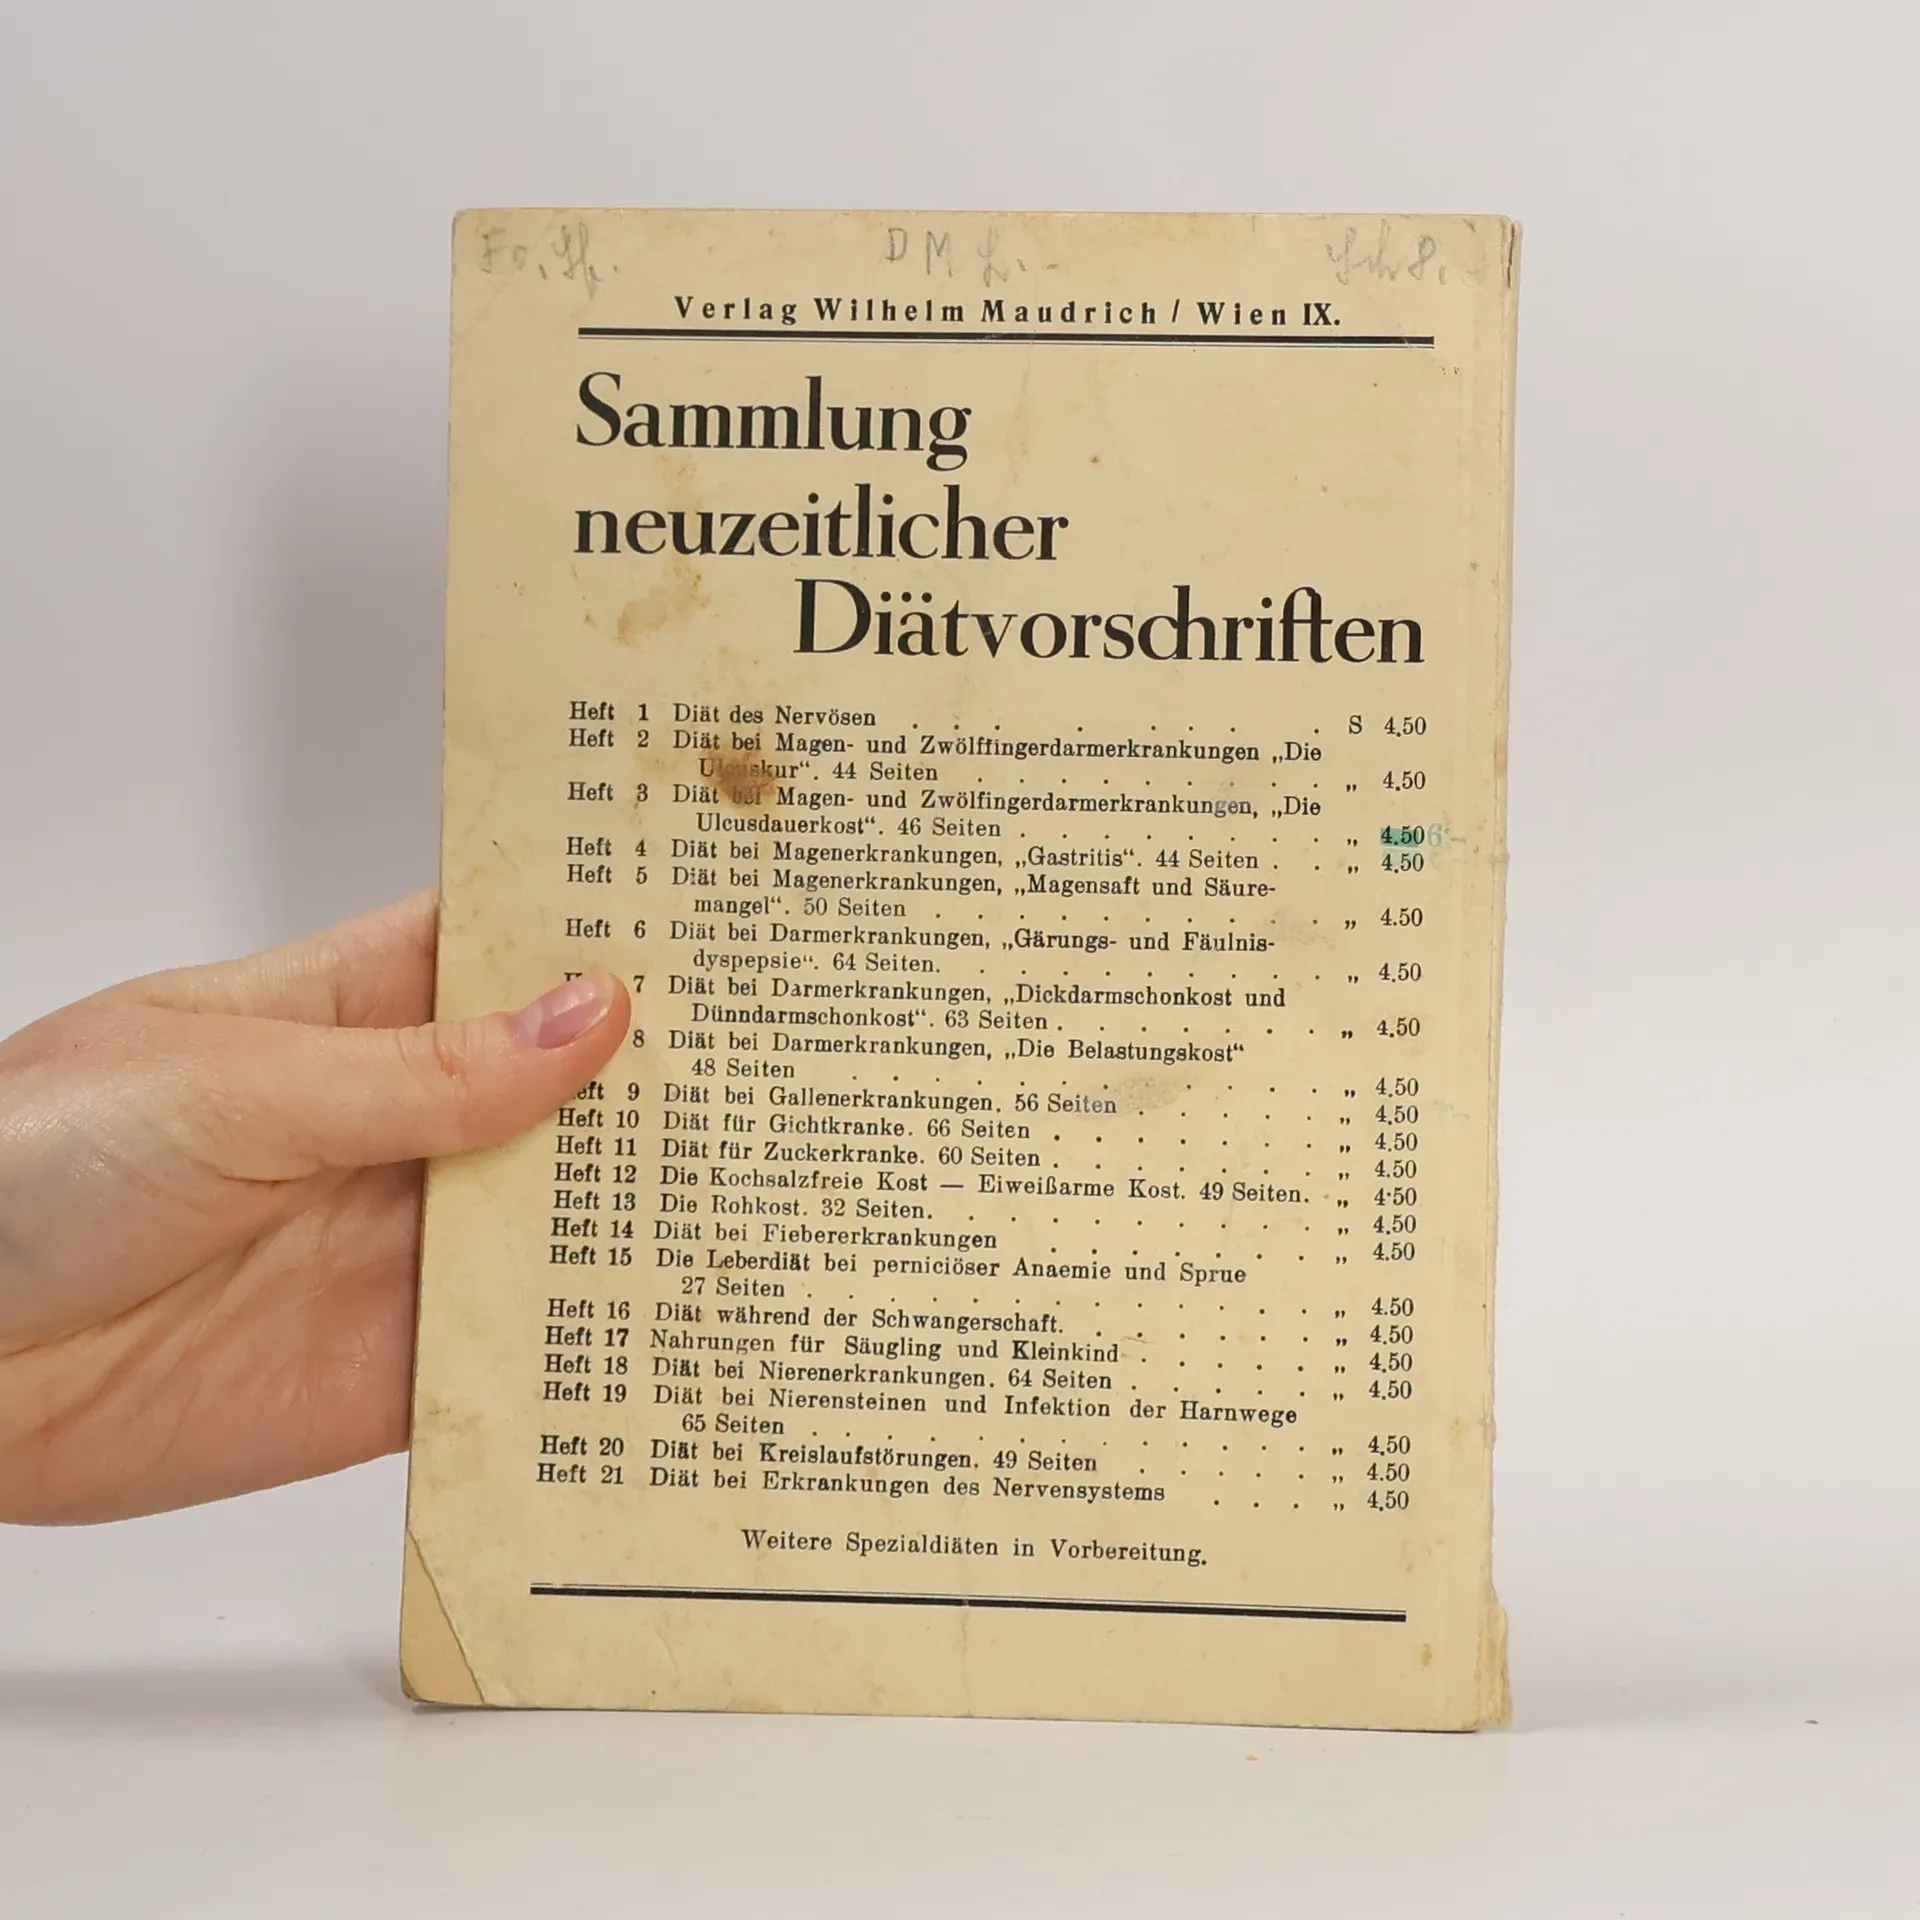 D M
Verlag Wilhelm Maudrich / Wien IX.
Sammlung
neuzeitlicher
Diätvorschriften
Heft 1 Diät des Nervösen . . . . . . . . S 4.50
Heft 2 Diät bei Magen- und Zwölffingerdarmerkrankungen „Die
Ulcuskur“. 44 Seiten . . . . . . . . . „ 4.50
Heft 3 Diät bei Magen- und Zwölfingerdarmerkrankungen, „Die
Ulcusdauerkost“. 46 Seiten . . . . . . . . „ 4.50 6·–
Heft 4 Diät bei Magenerkrankungen, „Gastritis“. 44 Seiten . . „ 4.50
Heft 5 Diät bei Magenerkrankungen, „Magensaft und Säure-
mangel“. 50 Seiten . . . . . . . . . . „ 4.50
Heft 6 Diät bei Darmerkrankungen, „Gärungs- und Fäulnis-
dyspepsie“. 64 Seiten. . . . . . . . . . „ 4.50
7 Diät bei Darmerkrankungen, „Dickdarmschonkost und
Dünndarmschonkost“. 63 Seiten . . . . . . . „ 4.50
8 Diät bei Darmerkrankungen, „Die Belastungskost“
48 Seiten . . . . . . . . . . . . „ 4.50
Heft 9 Diät bei Gallenerkrankungen. 56 Seiten . . . . . „ 4.50
Heft 10 Diät für Gichtkranke. 66 Seiten . . . . . . . „ 4.50
Heft 11 Diät für Zuckerkranke. 60 Seiten . . . . . . . „ 4.50
Heft 12 Die Kochsalzfreie Kost — Eiweißarme Kost. 49 Seiten. . „ 4·50
Heft 13 Die Rohkost. 32 Seiten. . . . . . . . . . „ 4.50
Heft 14 Diät bei Fiebererkrankungen . . . . . . . „ 4.50
Heft 15 Die Leberdiät bei perniciöser Anaemie und Sprue
27 Seiten . . . . . . . . . . . . . „ 4.50
Heft 16 Diät während der Schwangerschaft. . . . . . . „ 4.50
Heft 17 Nahrungen für Säugling und Kleinkind . . . . . „ 4.50
Heft 18 Diät bei Nierenerkrankungen. 64 Seiten . . . . . „ 4.50
Heft 19 Diät bei Nierensteinen und Infektion der Harnwege
65 Seiten . . . . . . . . . . . . . „ 4.50
Heft 20 Diät bei Kreislaufstörungen. 49 Seiten . . . . . „ 4.50
Heft 21 Diät bei Erkrankungen des Nervensystems . . . „ 4.50
Weitere Spezialdiäten in Vorbereitung.